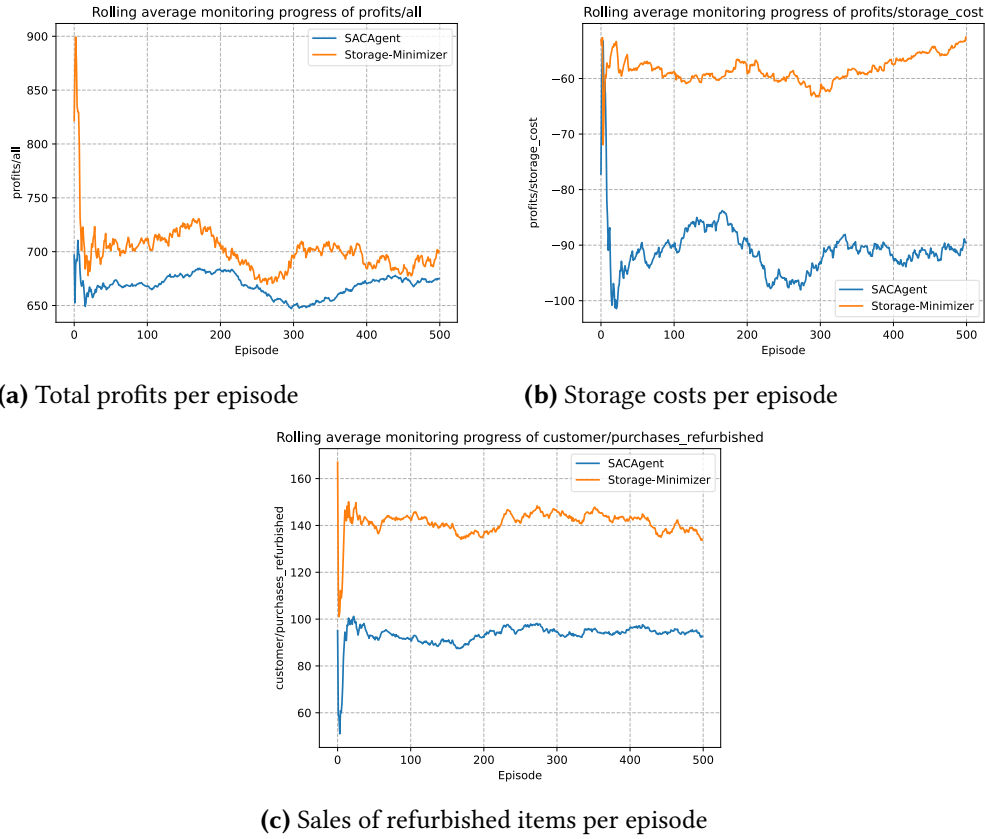 Rolling average monitoring progress of profits/all
SACAgent
Storage-Minimizer
900
850
800
750
700
650
profits/all
0
100
200
300
400
500
Episode
(a) Total profits per episode
Rolling average monitoring progress of profits/storage_cost
−60
−70
−80
−90
−100
profits/storage_cost
SACAgent
Storage-Minimizer
0
100
200
300
400
500
Episode
(b) Storage costs per episode
Rolling average monitoring progress of customer/purchases_refurbished
SACAgent
Storage-Minimizer
160
140
120
100
80
60
customer/purchases_refurbished
0
100
200
300
400
500
Episode
(c) Sales of refurbished items per episode